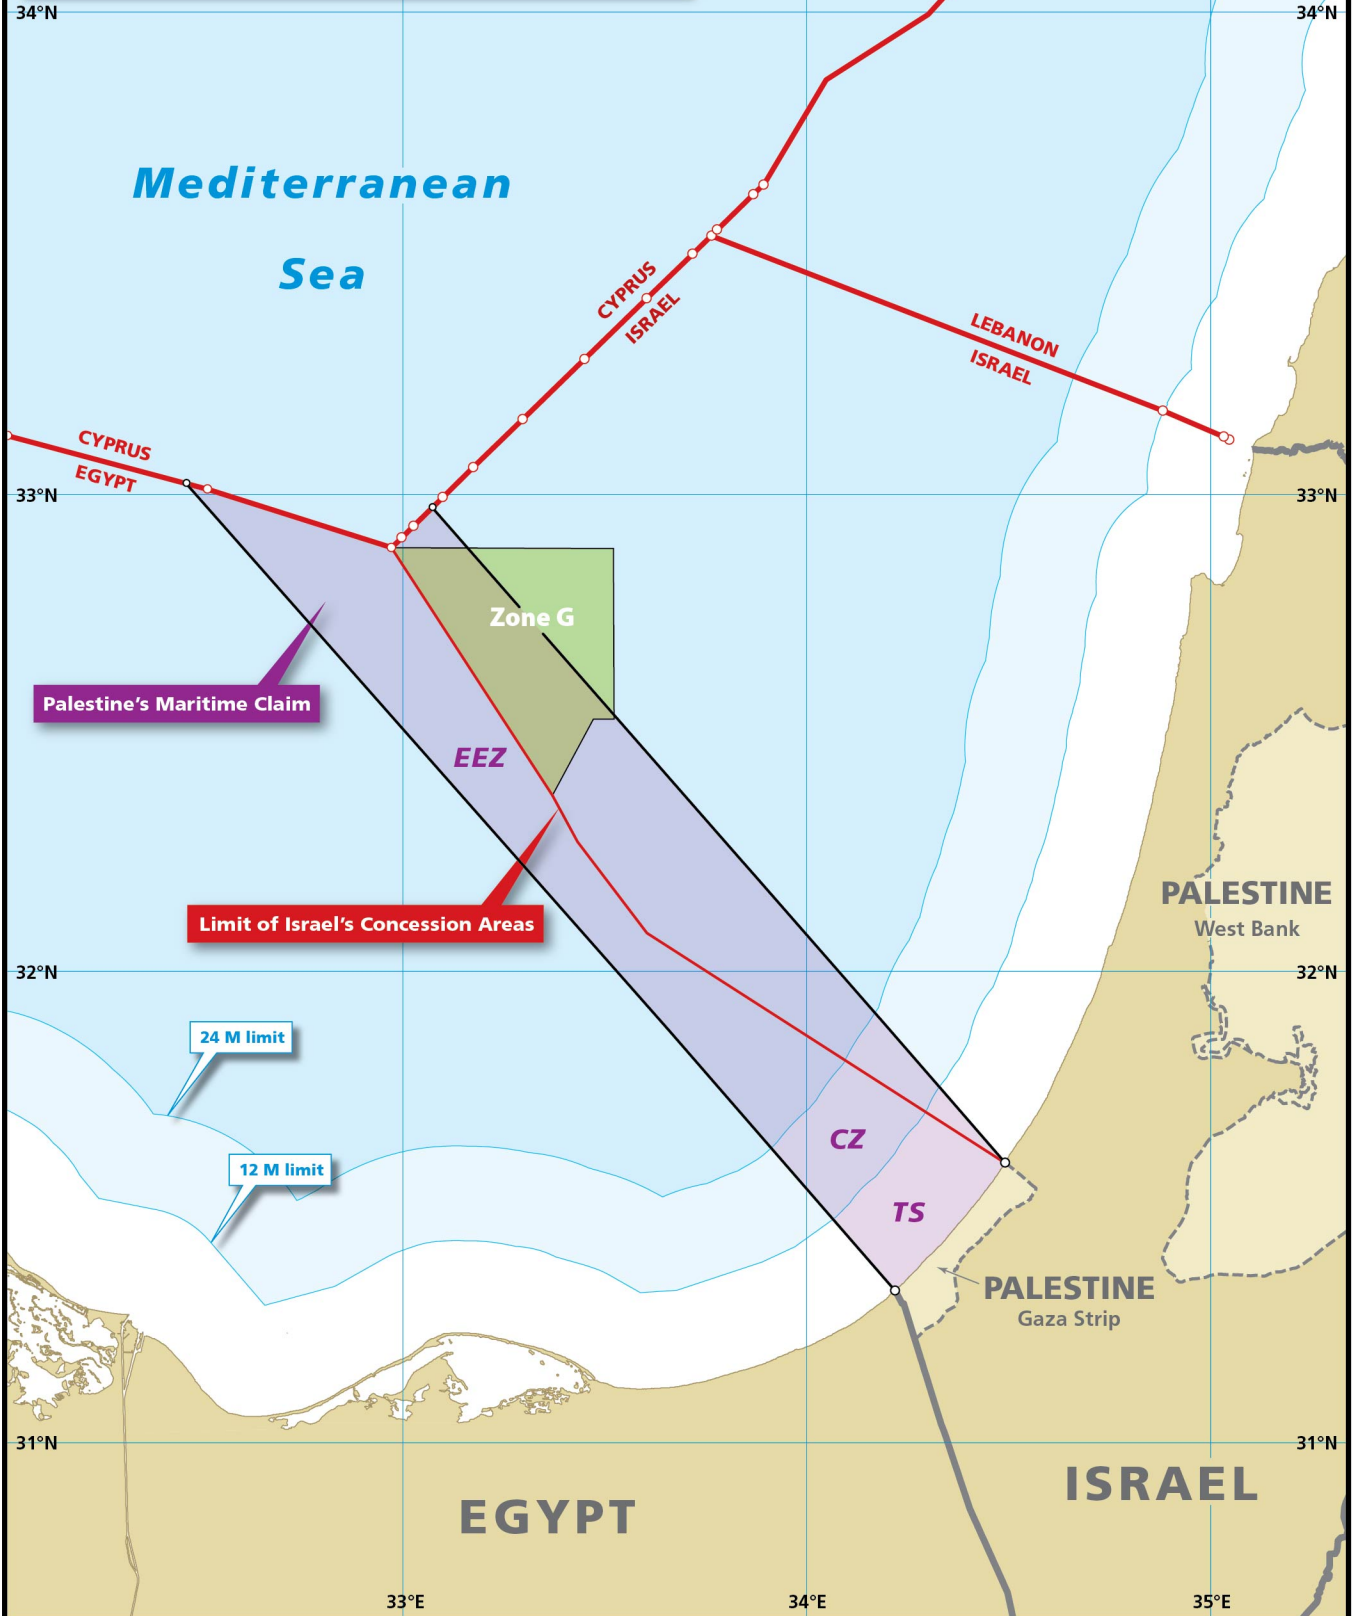 34°N
34°N
Mediterranean
Sea
CYPRUS
ISRAEL
LEBANON
ISRAEL
CYPRUS
EGYPT
33°N
33°N
Zone G
Palestine's Maritime Claim
EEZ
PALESTINE
West Bank
Limit of Israel's Concession Areas
32°N
32°N
24 M limit
CZ
12 M limit
TS
PALESTINE
Gaza Strip
31°N
31°N
ISRAEL
EGYPT
33°E
34°E
35°E